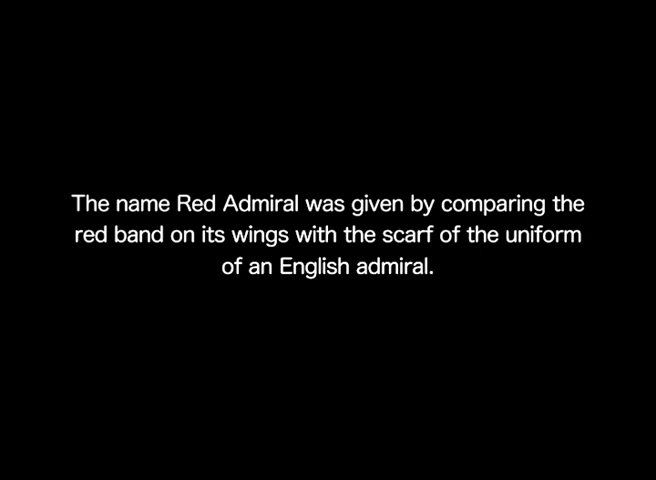 The name Red Admiral was given by comparing the
red band on its wings with the scarf of the uniform
of an English admiral.